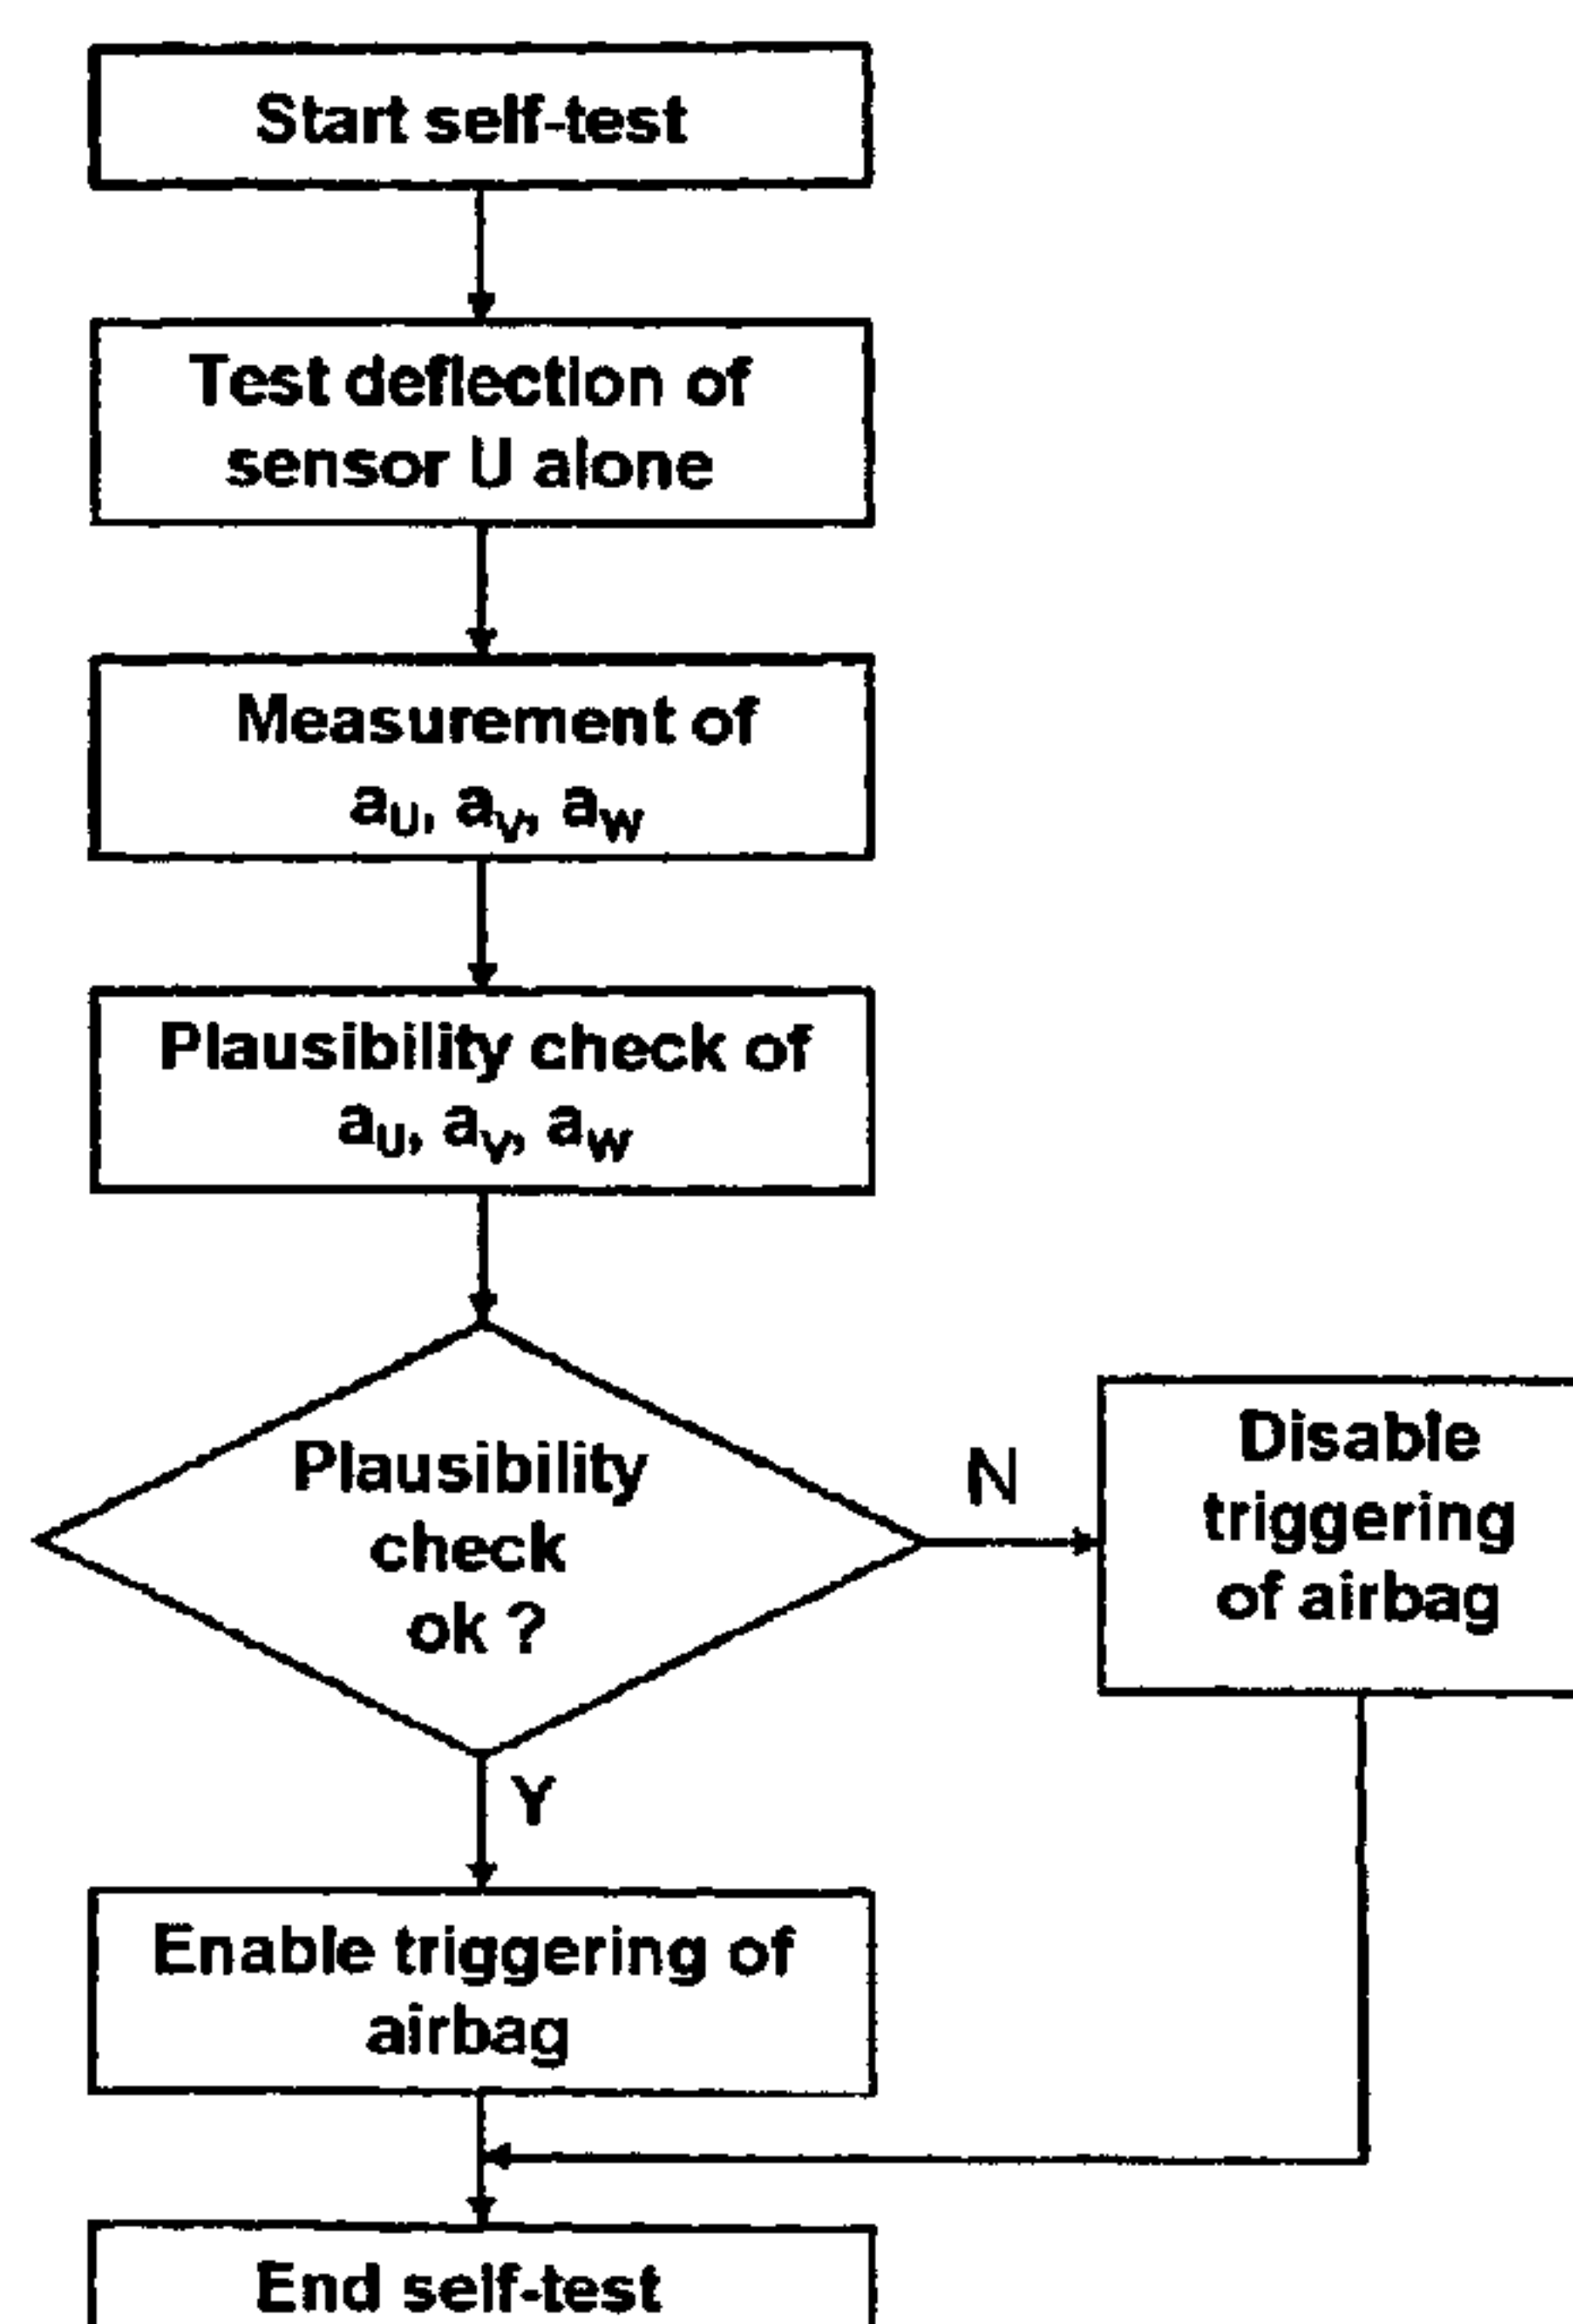 Start self-test
Test deflection of
sensor U alone
Measurement of
aU, aV, aW
Plausibility check of
aU, aV, aW
Plausibility
check
ok ?
N
Disable
triggering
of airbag
Y
Enable triggering of
airbag
End self-test